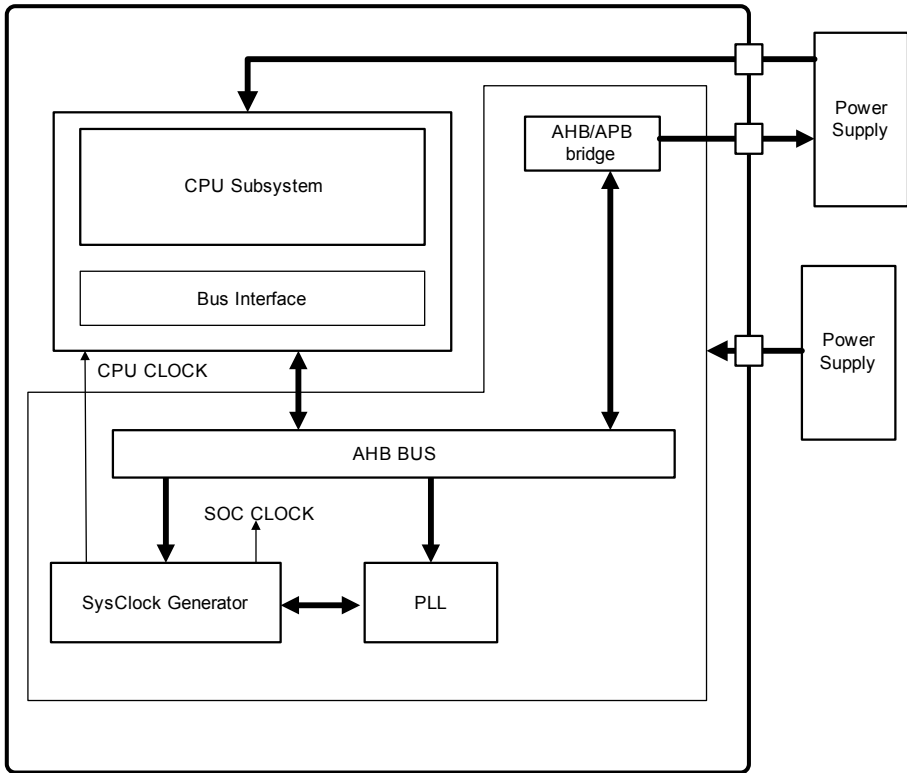 Power
Supply
AHB/APB
bridge
CPU Subsystem
Bus Interface
Power
Supply
CPU CLOCK
AHB BUS
SOC CLOCK
SysClock Generator
PLL